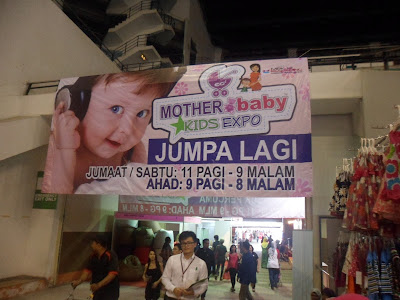 MOTHER & baby
KIDS EXPO
JUMPA LAGI
JUMAAT / SABTU: 11 PAGI - 9 MALAM
AHAD: 9 PAGI - 8 MALAM